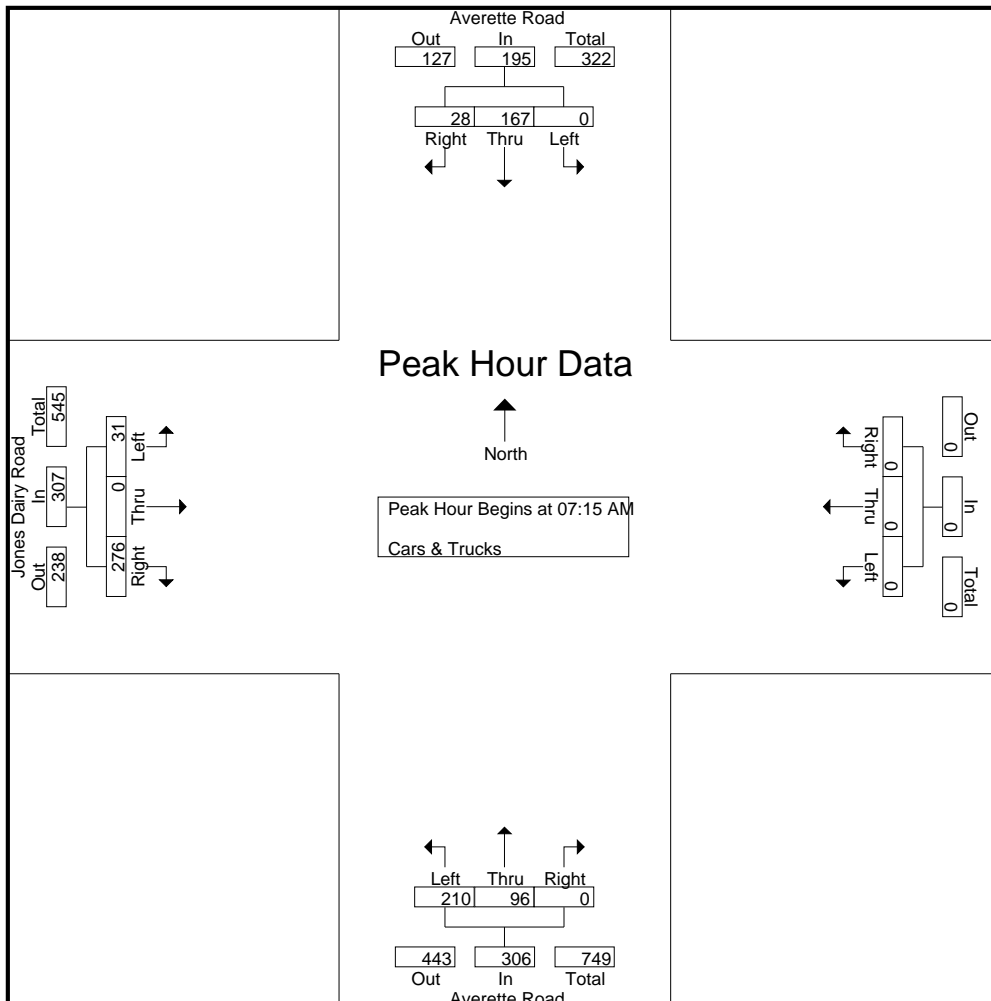 Averette Road
Out In Total
127 195 322
28 167 0
Right Thru Left
Peak Hour Data
North
Peak Hour Begins at 07:15 AM
Cars & Trucks
Jones Dairy Road
Out In Total
238 307 545
31 0 276
Left Thru Right
Out In Total
0 0 0
Right Thru Left
0 0 0
Left Thru Right
210 96 0
443 306 749
Out In Total
Averette Road